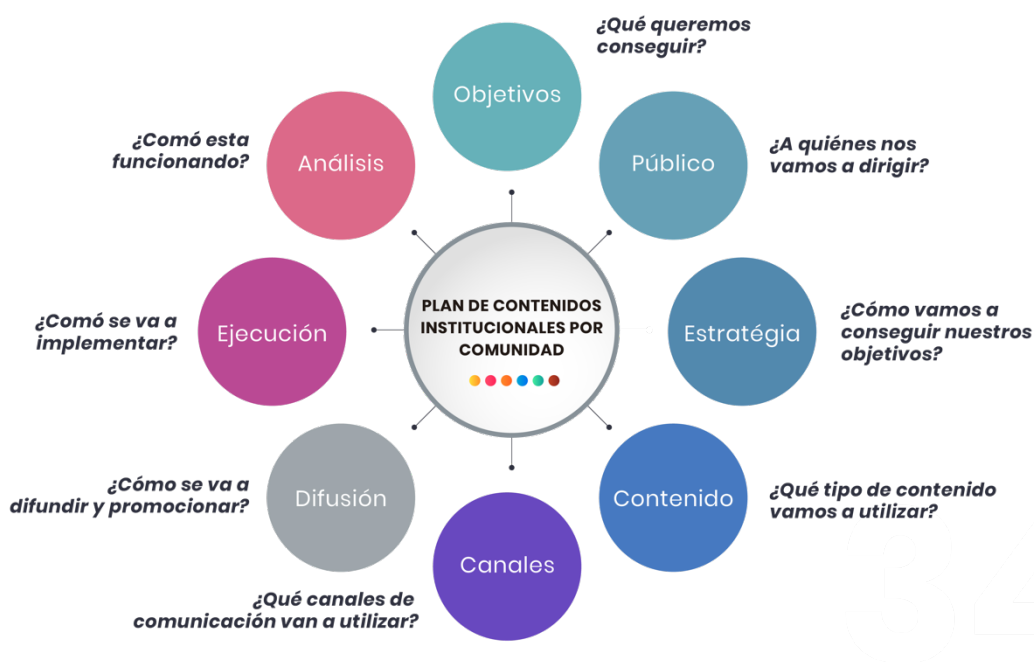 ¿Qué queremos
conseguir?
Objetivos
¿A quiénes nos
vamos a dirigir?
Público
¿Cómo vamos a
conseguir nuestros
objetivos?
Estratégia
¿Qué tipo de contenido
vamos a utilizar?
Contenido
Canales
¿Qué canales de
comunicación van a utilizar?
Difusión
¿Cómo se va a
difundir y promocionar?
Ejecución
¿Comó se va a
implementar?
Análisis
¿Comó esta
funcionando?
PLAN DE CONTENIDOS
INSTITUCIONALES POR
COMUNIDAD